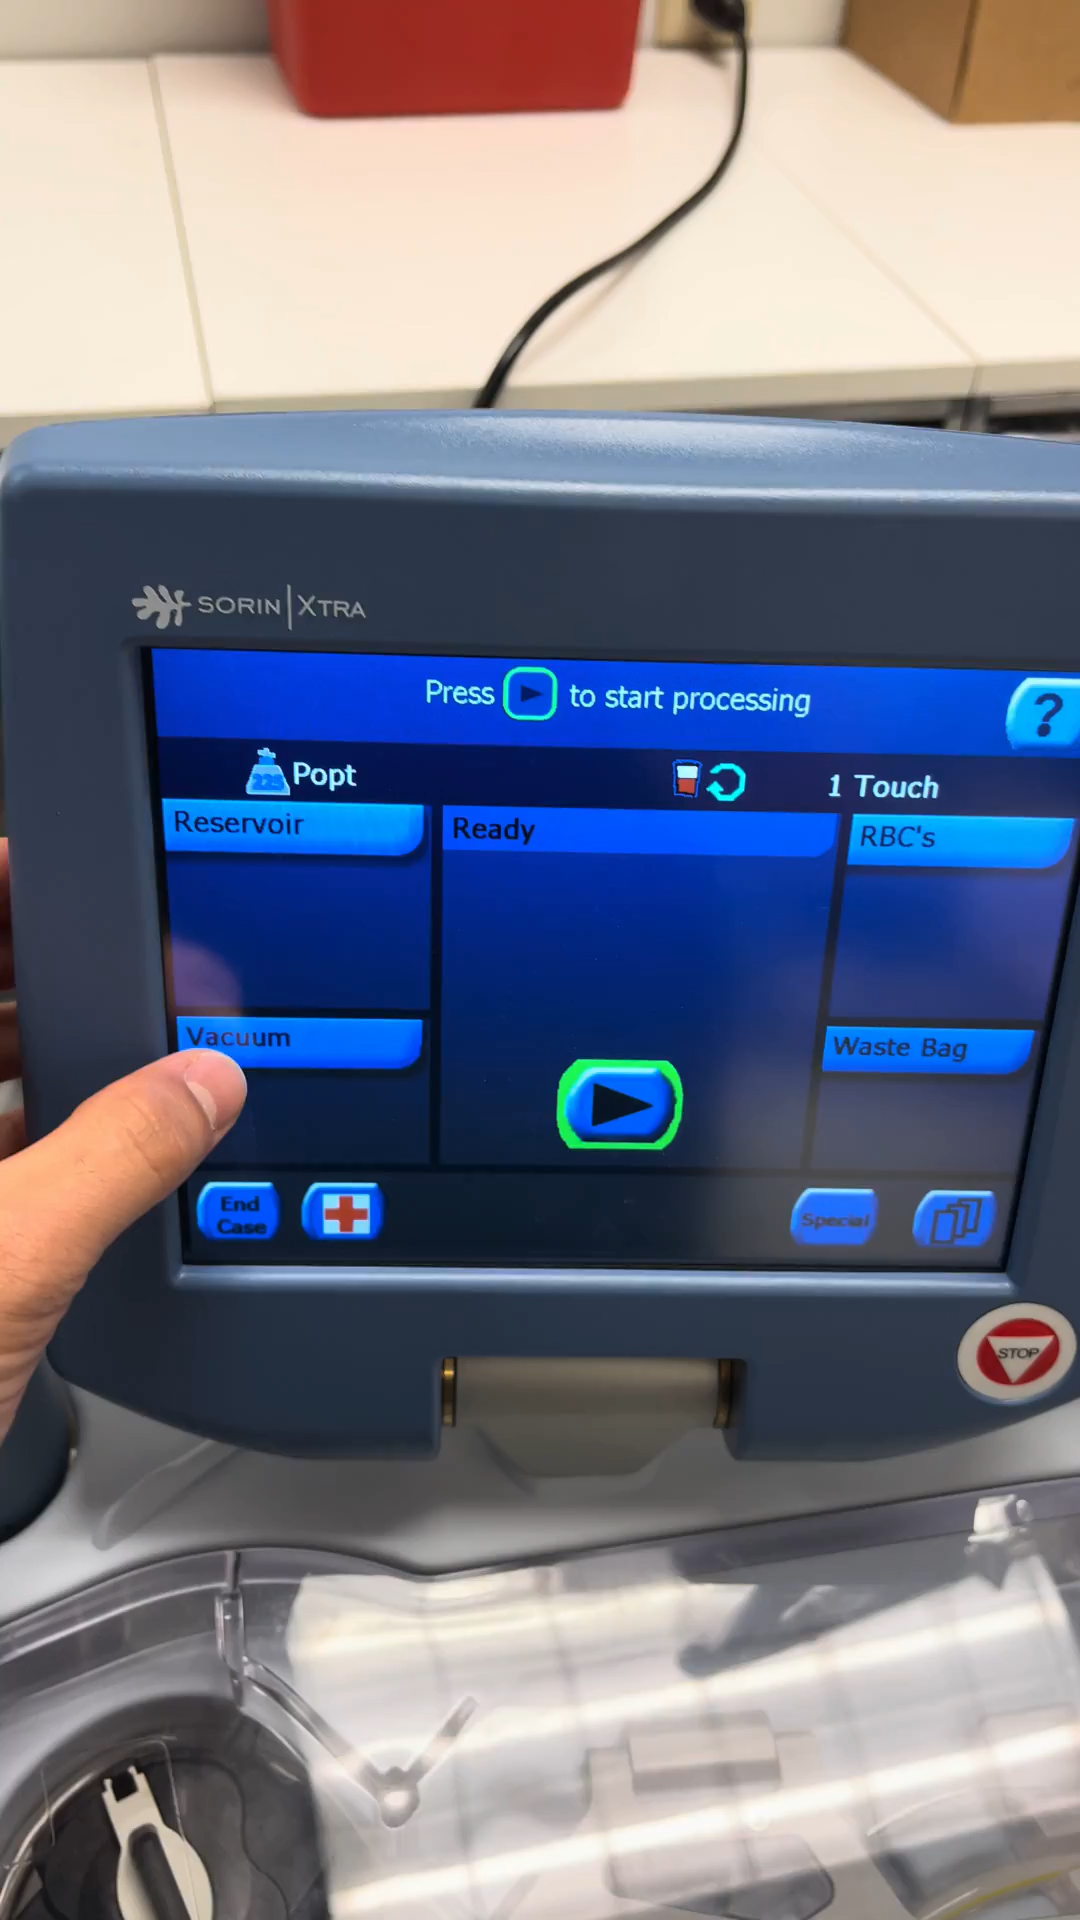 SORIN XTRA
Press to start processing
?
225 Popt
1 Touch
Reservoir
Ready
RBC's
Vacuum
Waste Bag
End
Case
Special
STOP